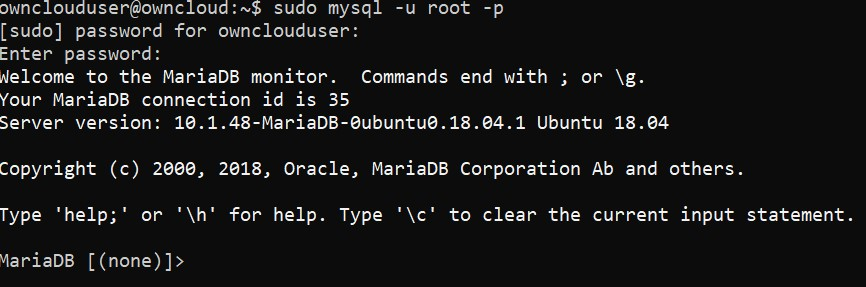 ownclouduser@owncloud:~$ sudo mysql -u root -p
[sudo] password for ownclouduser:
Enter password:
Welcome to the MariaDB monitor.  Commands end with ; or \g.
Your MariaDB connection id is 35
Server version: 10.1.48-MariaDB-0ubuntu0.18.04.1 Ubuntu 18.04
Copyright (c) 2000, 2018, Oracle, MariaDB Corporation Ab and others.
Type 'help;' or '\h' for help. Type '\c' to clear the current input statement.
MariaDB [(none)]>